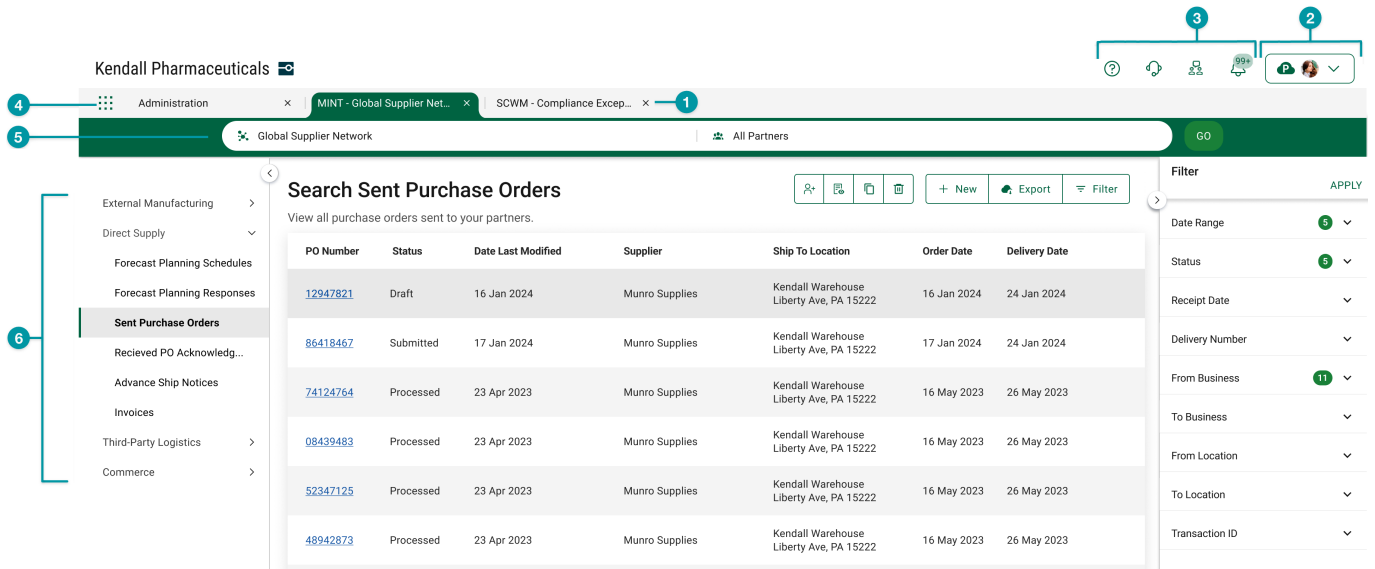 3
2
Kendall Pharmaceuticals
99+
P
4
Administration
MINT - Global Supplier Net...
SCWM - Compliance Excep...
1
5
Global Supplier Network
All Partners
GO
6
External Manufacturing
Direct Supply
Forecast Planning Schedules
Forecast Planning Responses
Sent Purchase Orders
Recieved PO Acknowledg...
Advance Ship Notices
Invoices
Third-Party Logistics
Commerce
Search Sent Purchase Orders
New
Export
Filter
View all purchase orders sent to your partners.
PO Number Status Date Last Modified Supplier Ship To Location Order Date Delivery Date
12947821 Draft 16 Jan 2024 Munro Supplies Kendall Warehouse 16 Jan 2024 24 Jan 2024
Liberty Ave, PA 15222
86418467 Submitted 17 Jan 2024 Munro Supplies Kendall Warehouse 17 Jan 2024 24 Jan 2024
Liberty Ave, PA 15222
74124764 Processed 23 Apr 2023 Munro Supplies Kendall Warehouse 16 May 2023 26 May 2023
Liberty Ave, PA 15222
08439483 Processed 23 Apr 2023 Munro Supplies Kendall Warehouse 16 May 2023 26 May 2023
Liberty Ave, PA 15222
52347125 Processed 23 Apr 2023 Munro Supplies Kendall Warehouse 16 May 2023 26 May 2023
Liberty Ave, PA 15222
48942873 Processed 23 Apr 2023 Munro Supplies Kendall Warehouse 16 May 2023 26 May 2023
Liberty Ave, PA 15222
Filter
APPLY
Date Range 5
Status 5
Receipt Date
Delivery Number
From Business 11
To Business
From Location
To Location
Transaction ID